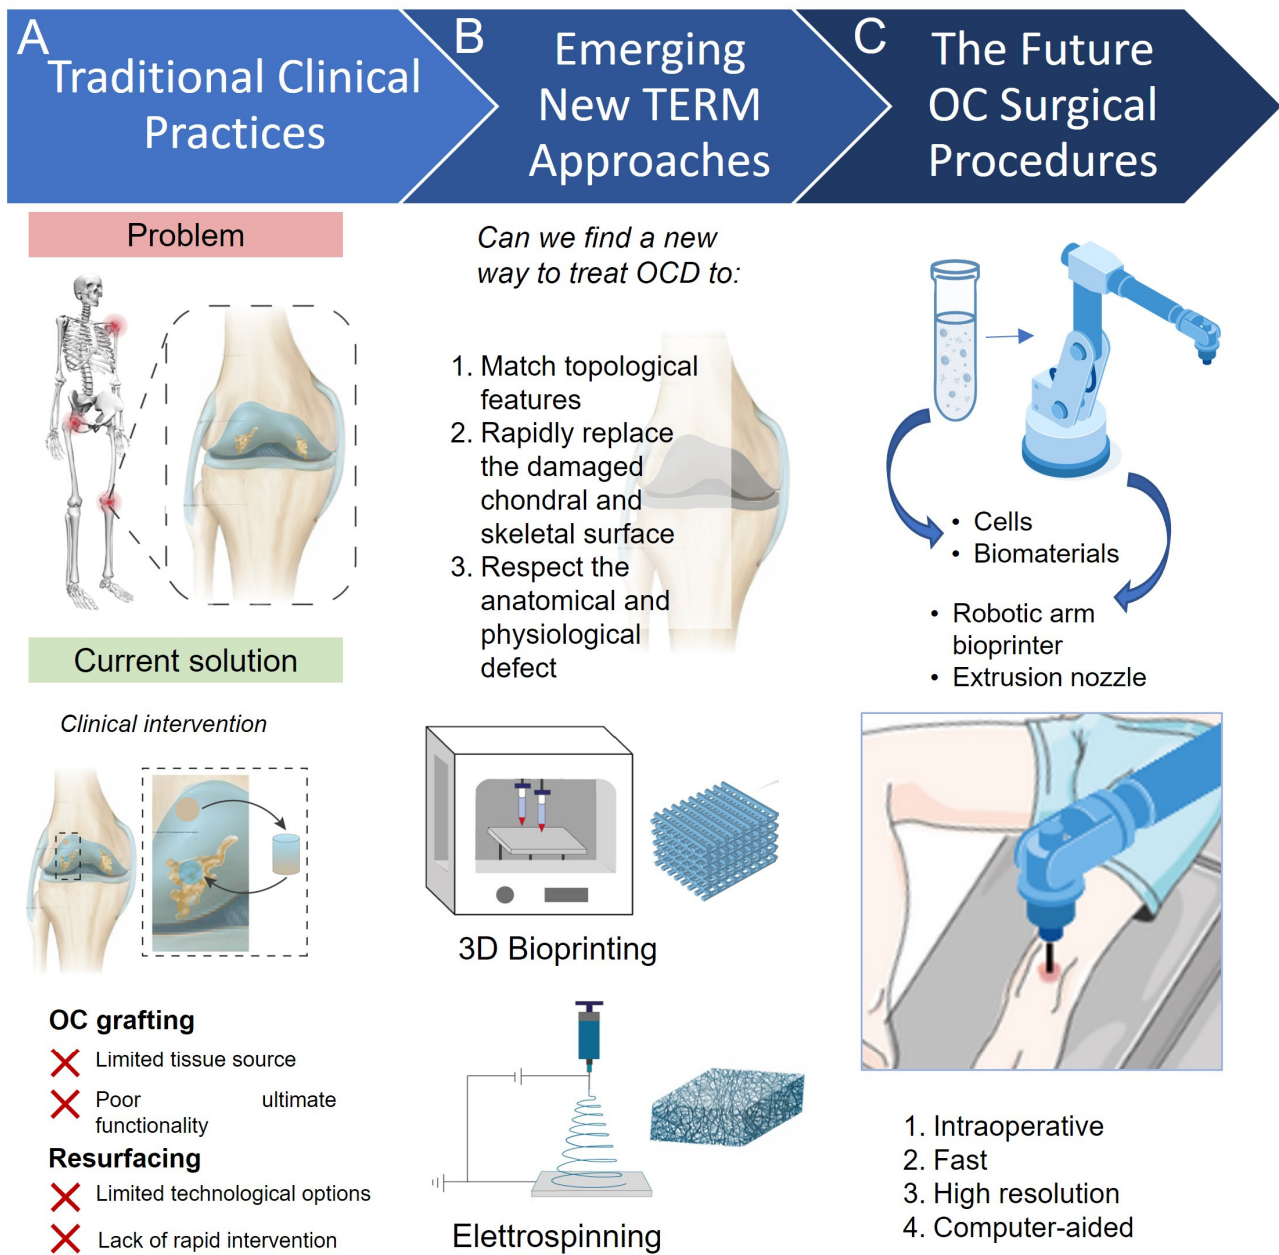 A
Traditional Clinical
Practices
Problem
Current solution
Clinical intervention
OC grafting
Limited tissue source
Poor ultimate
functionality
Resurfacing
Limited technological options
Lack of rapid intervention
B
Emerging
New TERM
Approaches
Can we find a new
way to treat OCD to:
1. Match topological
features
2. Rapidly replace
the damaged
chondral and
skeletal surface
3. Respect the
anatomical and
physiological
defect
3D Bioprinting
Elettrospinning
C
The Future
OC Surgical
Procedures
• Cells
• Biomaterials
• Robotic arm
bioprinter
• Extrusion nozzle
1. Intraoperative
2. Fast
3. High resolution
4. Computer-aided